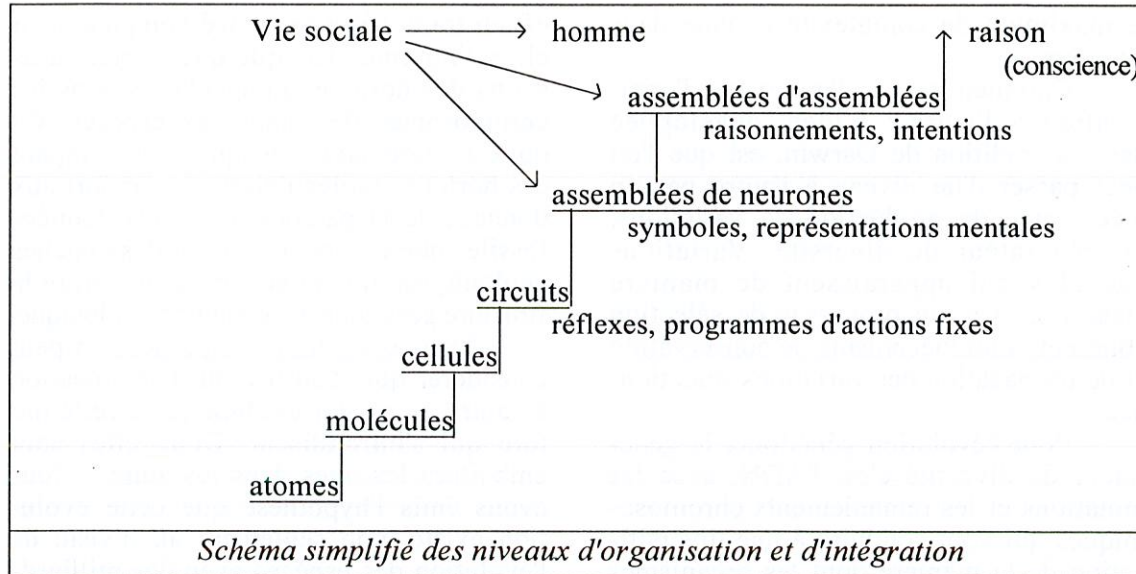 Vie sociale homme raison
(conscience)
assemblées d'assemblées
raisonnements, intentions
assemblées de neurones
symboles, représentations mentales
circuits
réflexes, programmes d'actions fixes
cellules
molécules
atomes
Schéma simplifié des niveaux d'organisation et d'intégration